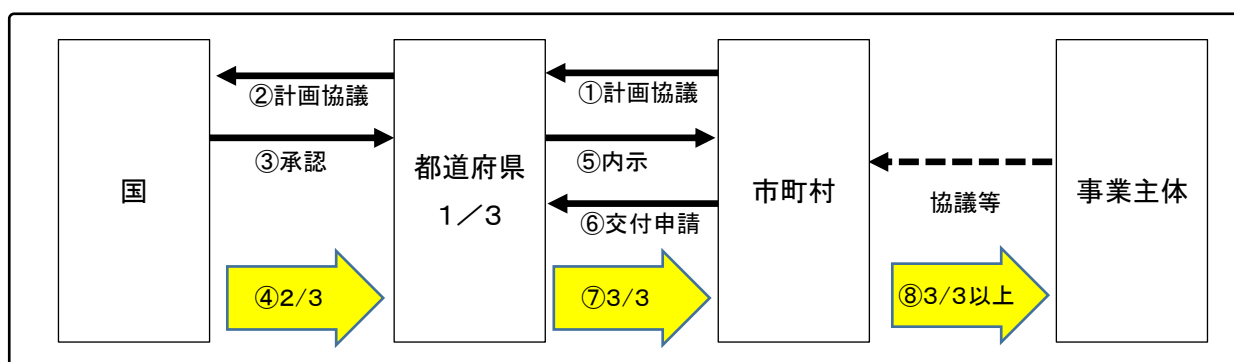 国
②計画協議
③承認
④2/3
都道府県
1/3
①計画協議
⑤内示
⑥交付申請
⑦3/3
市町村
協議等
⑧3/3以上
事業主体